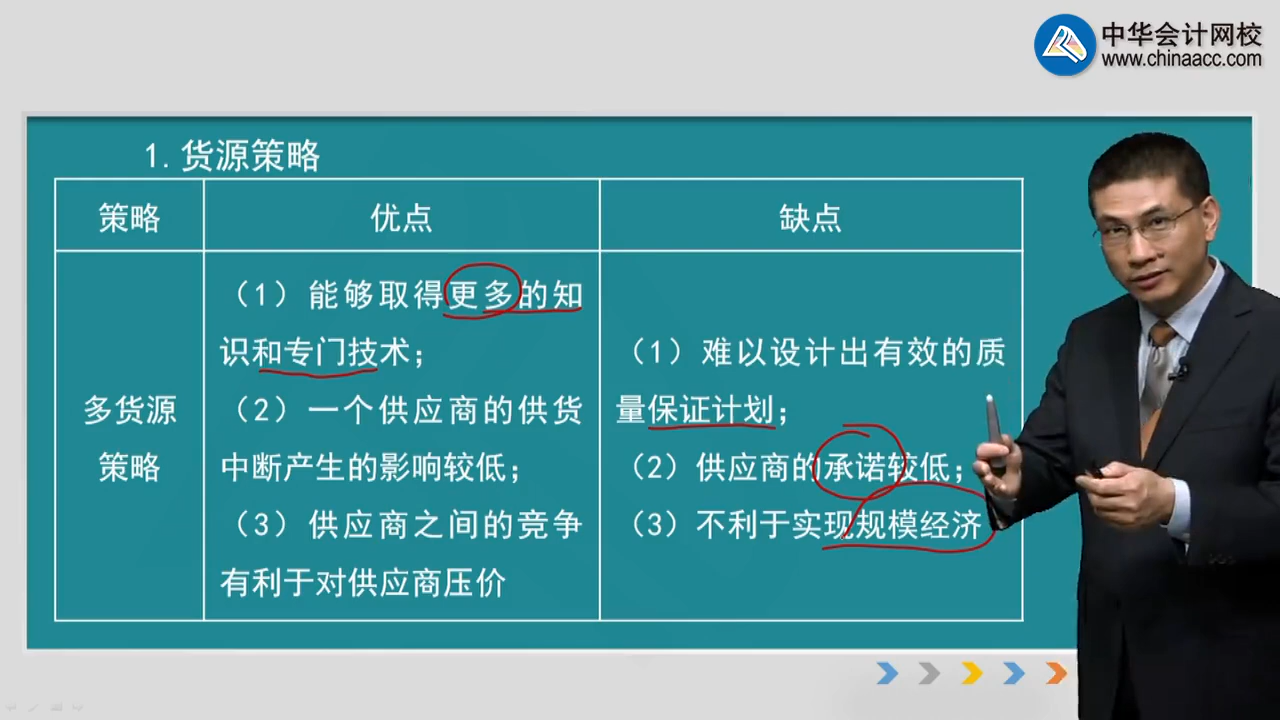 中华会计网校
www.chinaacc.com
1.货源策略
策略
优点
缺点
多货源
策略
（1）能够取得更多的知
识和专门技术；
（2）一个供应商的供货
中断产生的影响较低；
（3）供应商之间的竞争
有利于对供应商压价
（1）难以设计出有效的质
量保证计划；
（2）供应商的承诺较低；
（3）不利于实现规模经济